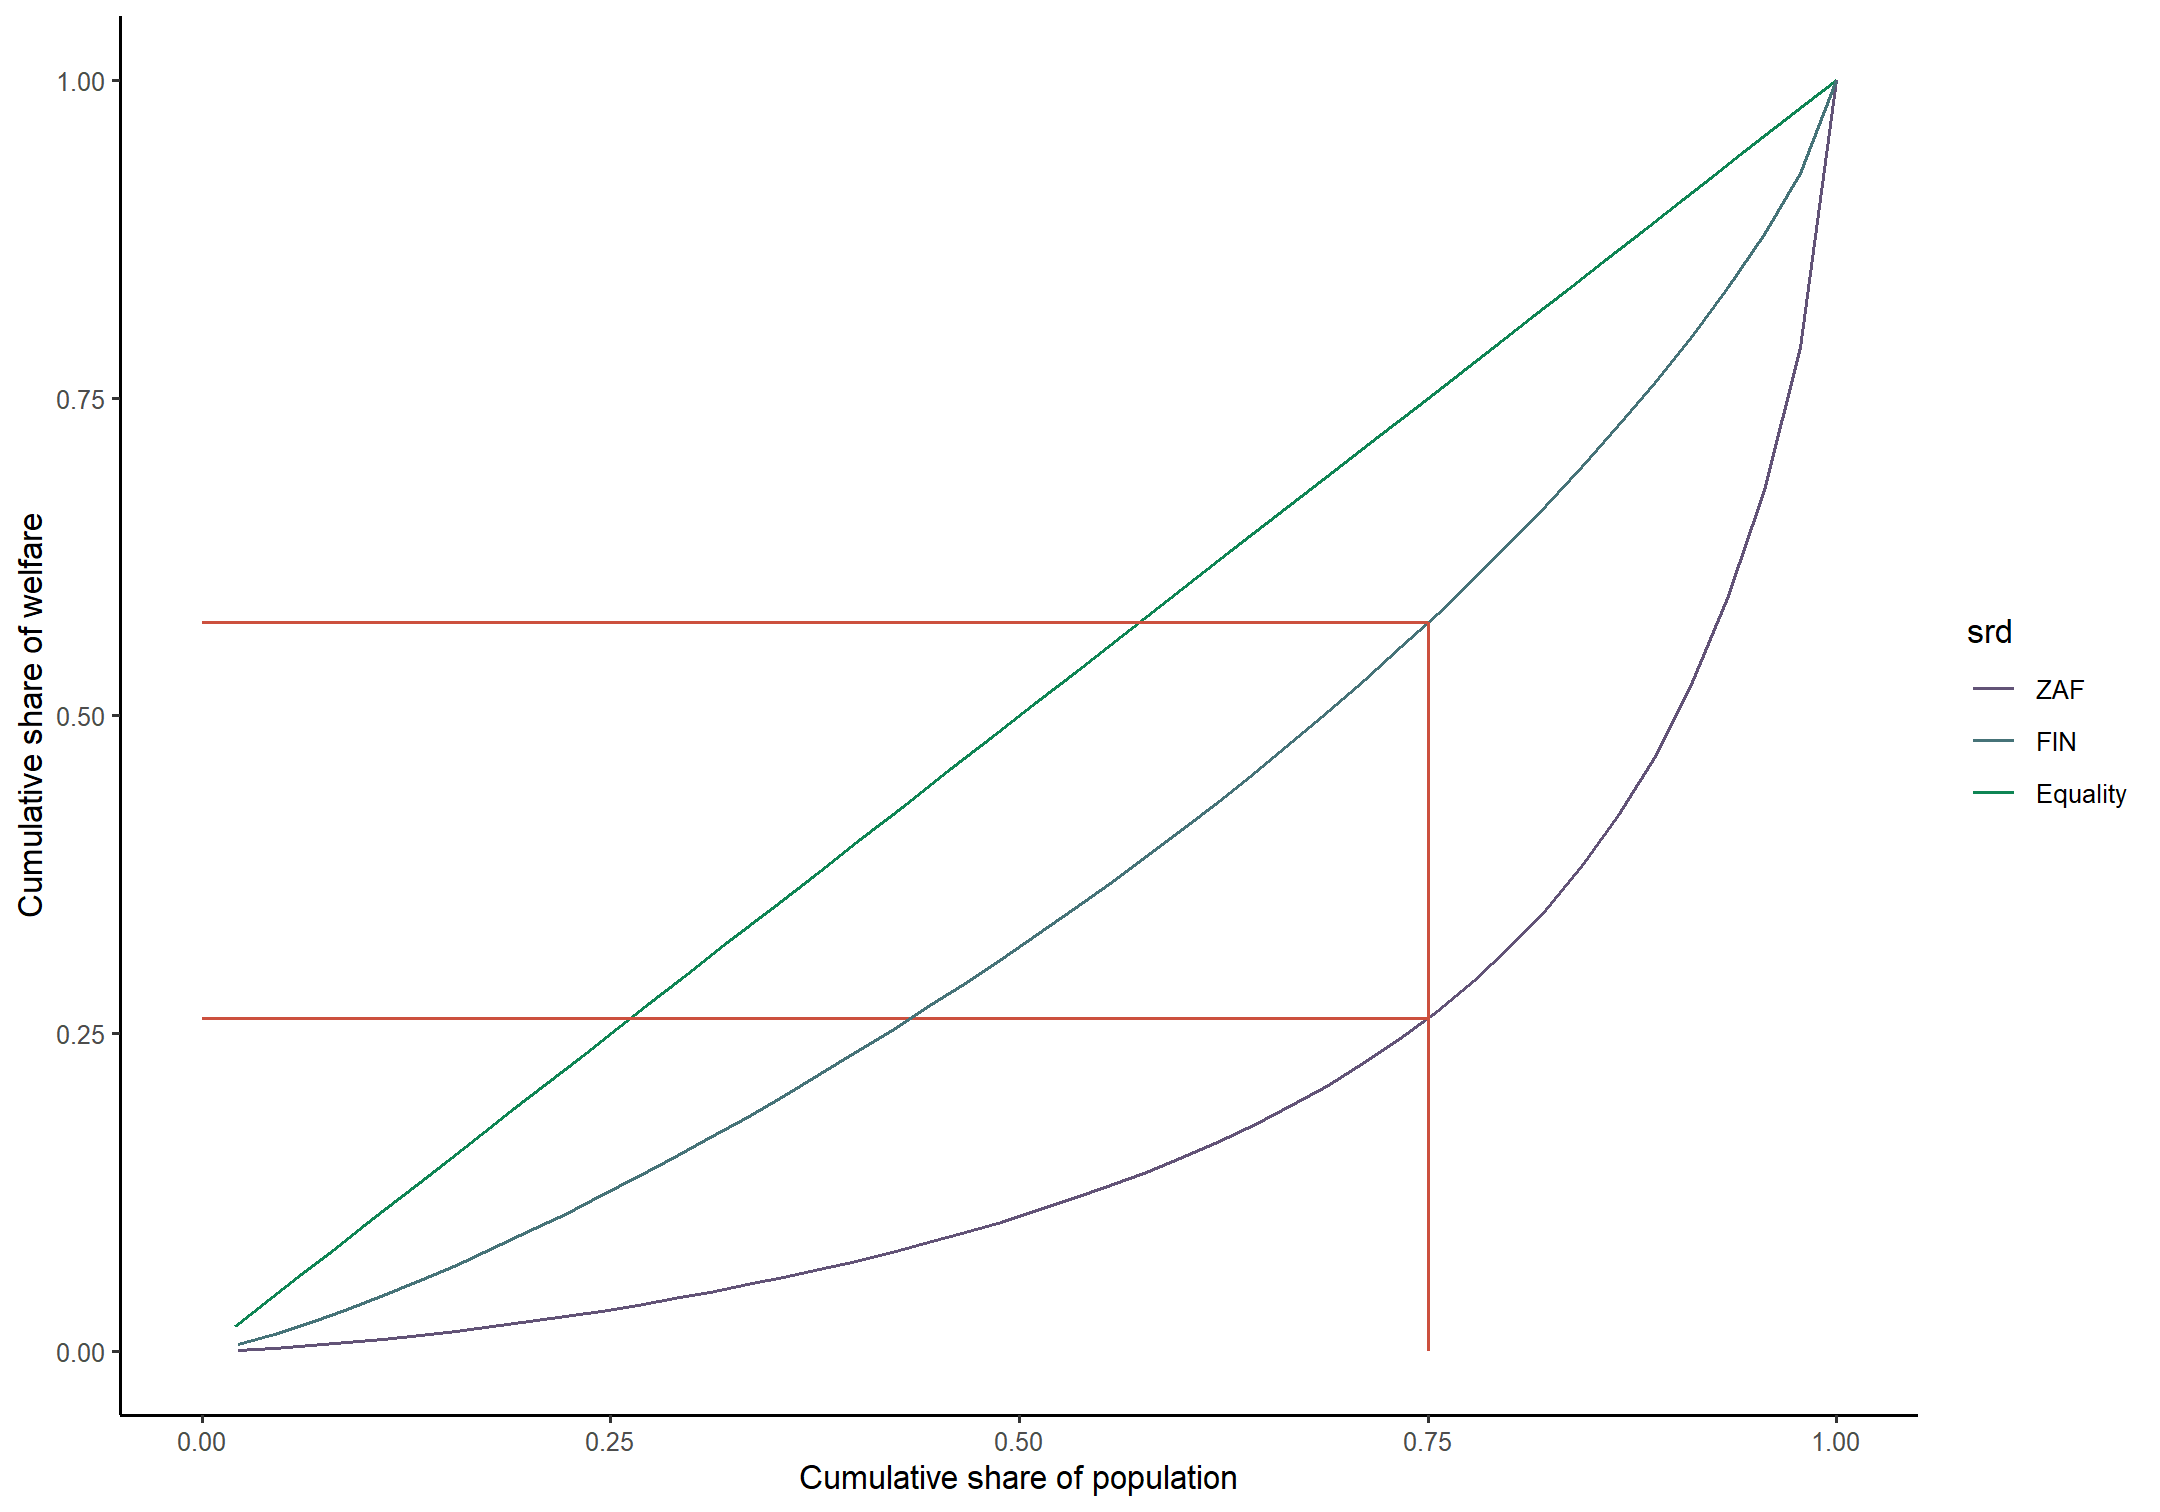 1.00
0.75
0.50
0.25
0.00
Cumulative share of welfare
0.00 0.25 0.50 0.75 1.00
Cumulative share of population
srd
ZAF
FIN
Equality